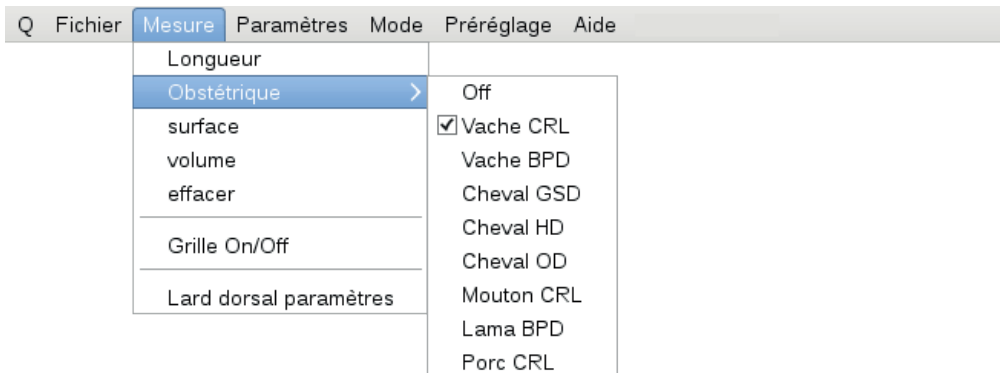 Q Fichier Mesure Paramètres Mode Préréglage Aide
Longueur
Obstétrique
surface
volume
effacer
Grille On/Off
Lard dorsal paramètres
Off
Vache CRL
Vache BPD
Cheval GSD
Cheval HD
Cheval OD
Mouton CRL
Lama BPD
Porc CRL